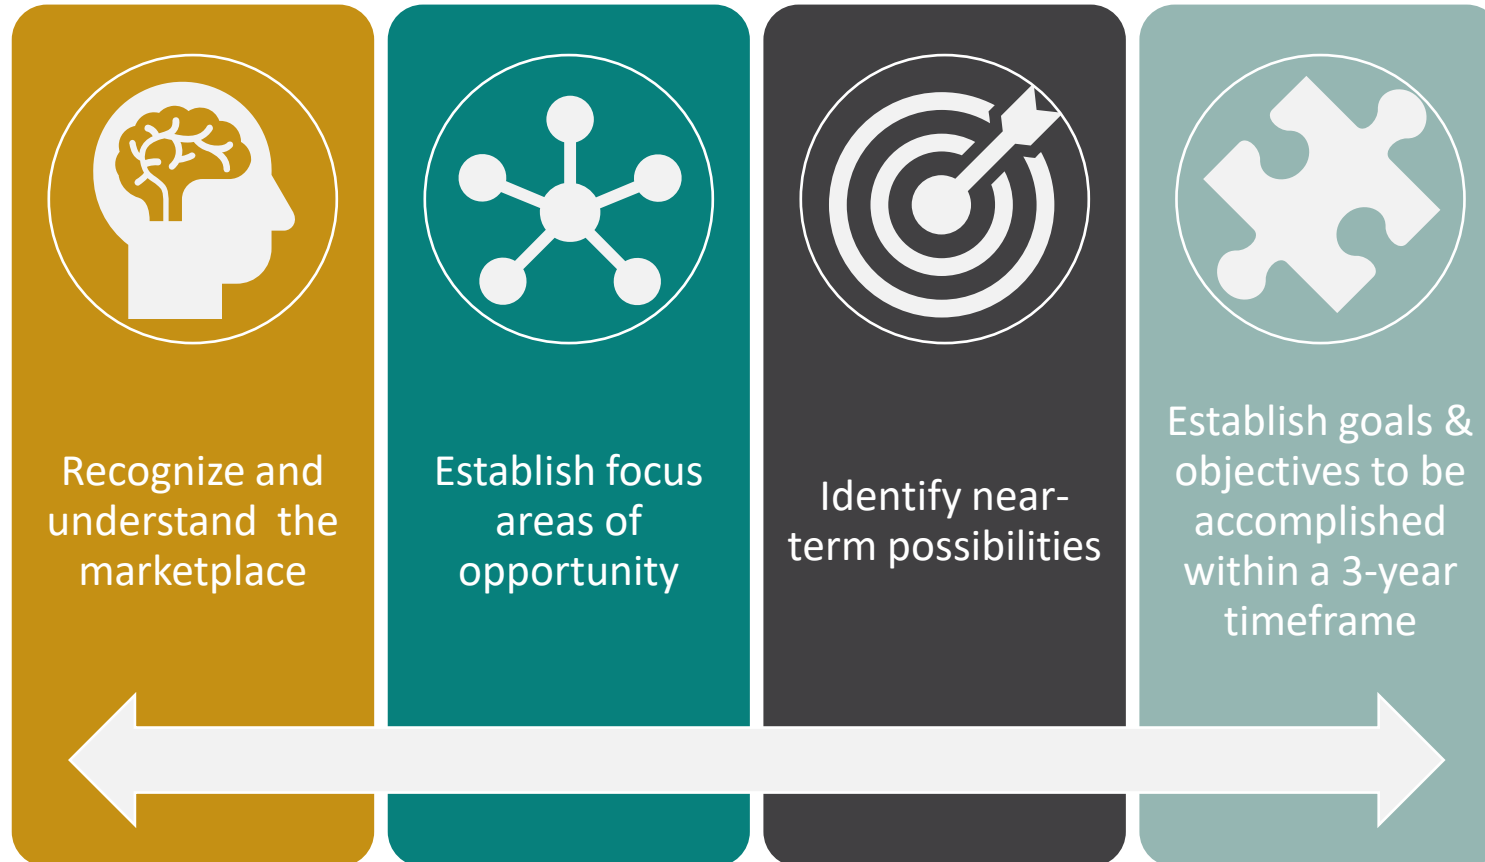 Recognize and
understand  the
marketplace
Establish focus
areas of
opportunity
Identify near-
term possibilities
Establish goals &
objectives to be
accomplished
within a 3-year
timeframe